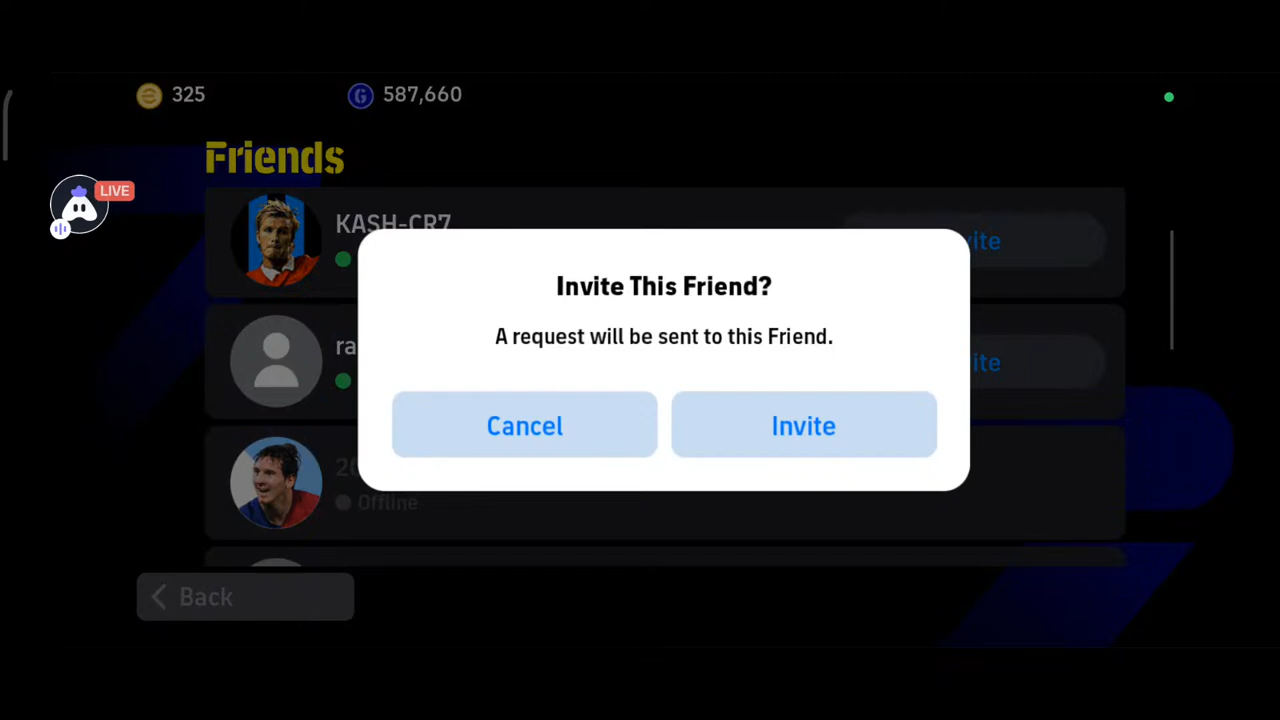 325
587,660
Friends
LIVE
KASH-CR7
Invite This Friend?
A request will be sent to this Friend.
Cancel
Invite
Offline
Back